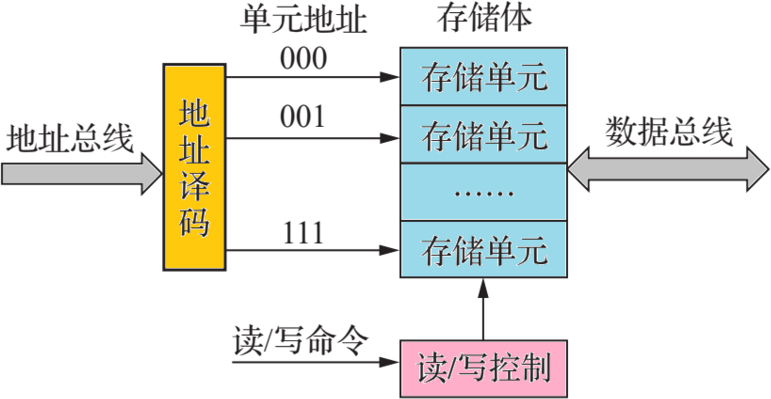 单元地址
存储体
000
存储单元
001
存储单元
地址总线
地址译码
数据总线
……
111
存储单元
读/写命令
读/写控制